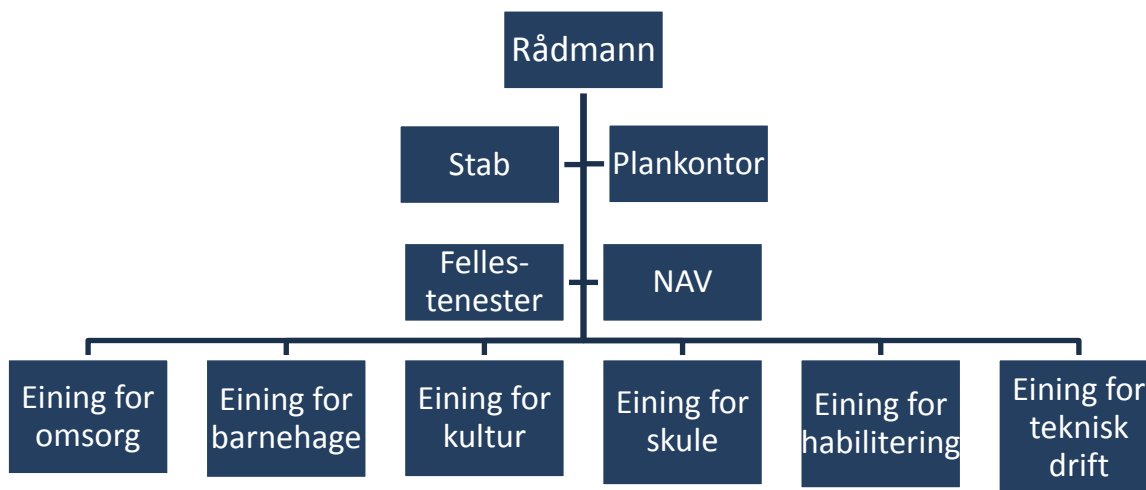 Rådmann
Stab
Plankontor
Felles-
tenester
NAV
Eining for
omsorg
Eining for
barnehage
Eining for
kultur
Eining for
skule
Eining for
habilitering
Eining for
teknisk
drift